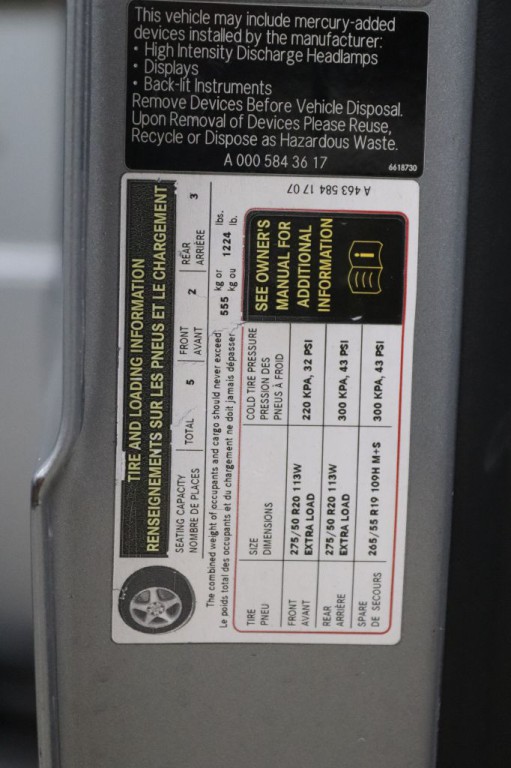 This vehicle may include mercury-added
devices installed by the manufacturer:
• High Intensity Discharge Headlamps
• Displays
• Back-lit Instruments
Remove Devices Before Vehicle Disposal.
Upon Removal of Devices Please Reuse,
Recycle or Dispose as Hazardous Waste.
A 000 584 36 17
6618730
A 463 584 17 07
TIRE AND LOADING INFORMATION
RENSEIGNEMENTS SUR LES PNEUS ET LE CHARGEMENT
SEATING CAPACITY TOTAL 5 FRONT 2 REAR 3
NOMBRE DE PLACES AVANT ARRIÈRE
The combined weight of occupants and cargo should never exceed 555 kg or 1224 lbs.
Le poids total des occupants et du chargement ne doit jamais dépasser kg ou lb.
TIRE SIZE COLD TIRE PRESSURE
PNEU DIMENSIONS PRESSION DES
PNEUS À FROID
FRONT 275/50 R20 113W 220 KPA, 32 PSI
AVANT EXTRA LOAD
REAR 275/50 R20 113W 300 KPA, 43 PSI
ARRIÈRE EXTRA LOAD
SPARE 265/55 R19 109H M+S 300 KPA, 43 PSI
DE SECOURS
SEE OWNER'S
MANUAL FOR
ADDITIONAL
INFORMATION